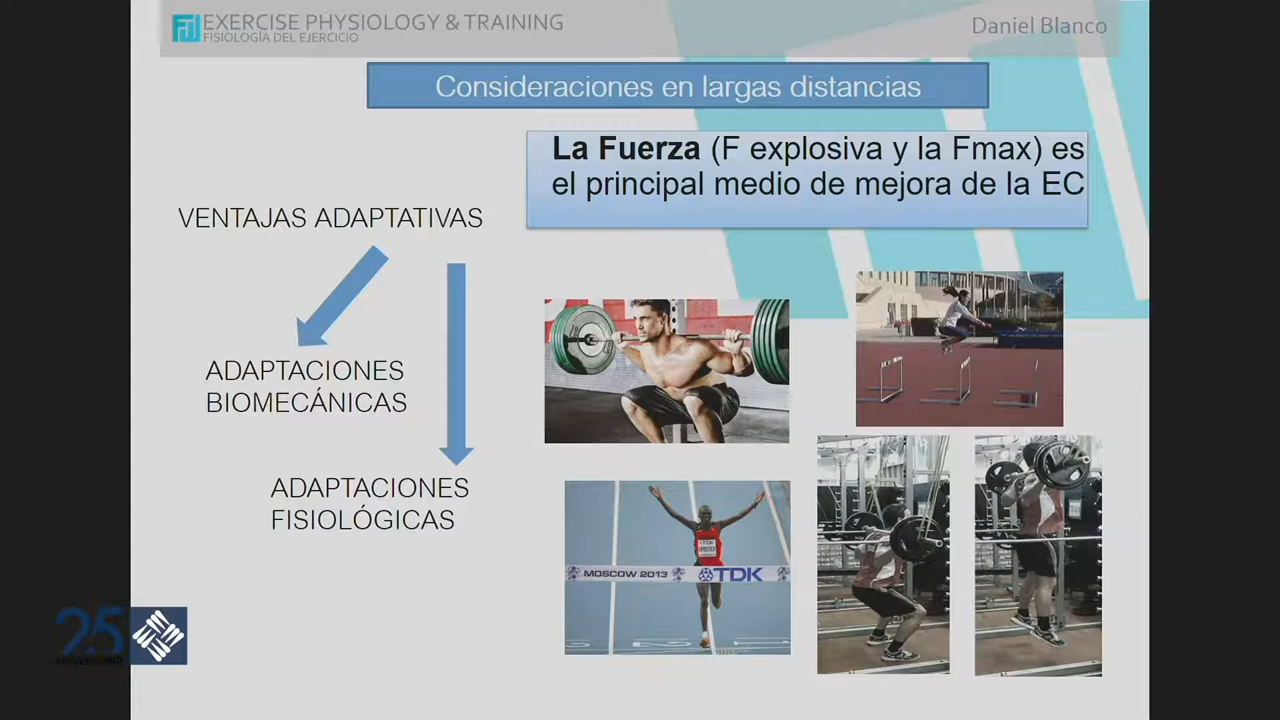 EXERCISE PHYSIOLOGY & TRAINING
FISIOLOGÍA DEL EJERCICIO
Daniel Blanco
Consideraciones en largas distancias
La Fuerza (F explosiva y la Fmax) es
el principal medio de mejora de la EC
VENTAJAS ADAPTATIVAS
ADAPTACIONES
BIOMECÁNICAS
ADAPTACIONES
FISIOLÓGICAS
MOSCOW 2013
TDK
25
ANIVERSARIO